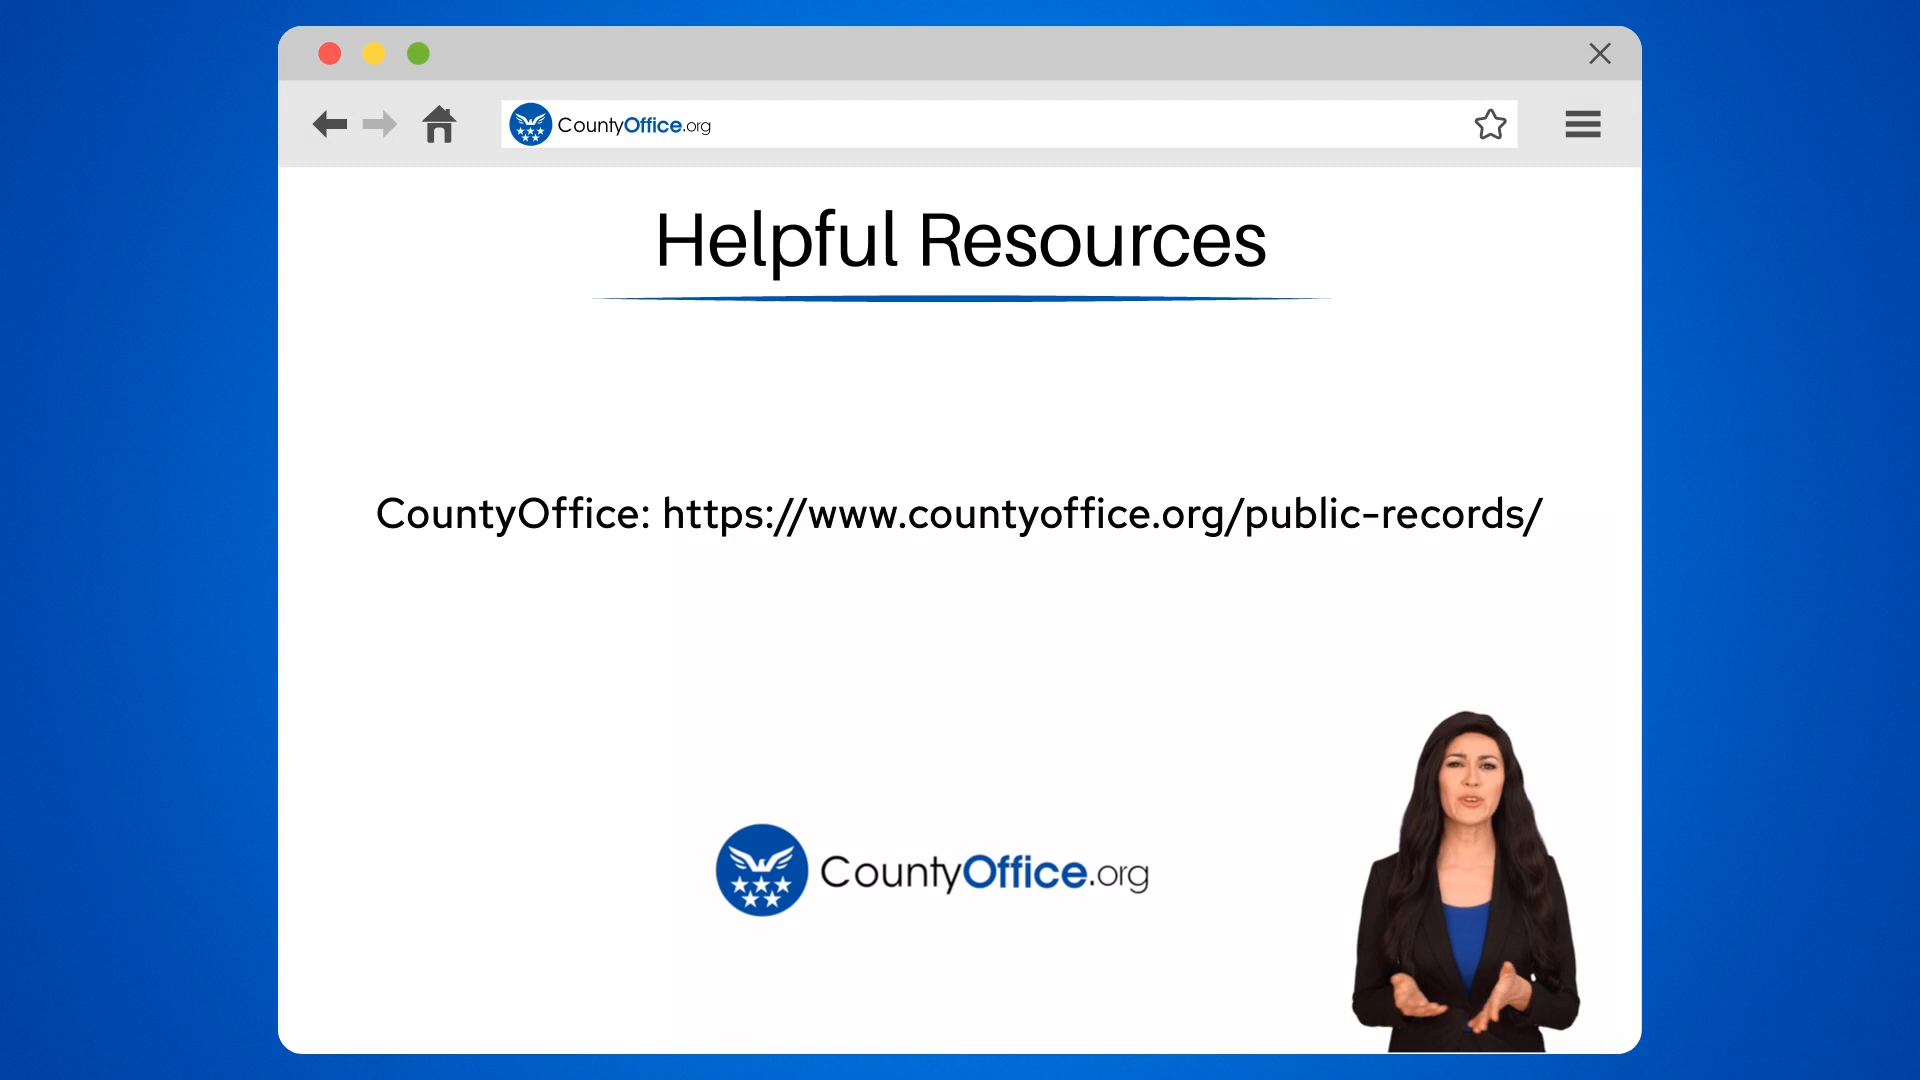 CountyOffice.org
Helpful Resources
CountyOffice: https://www.countyoffice.org/public-records/
CountyOffice.org